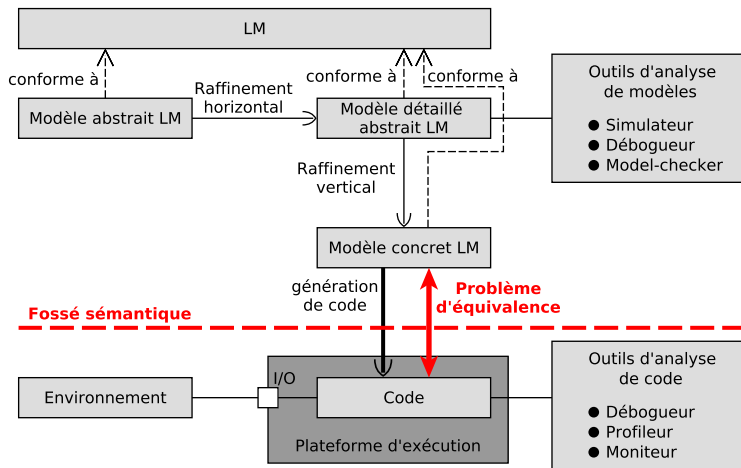 LM
conforme à
Raffinement
horizontal
conforme à
conforme à
Outils d'analyse
de modèles
● Simulateur
● Débogueur
● Model-checker
Modèle abstrait LM
Modèle détaillé
abstrait LM
Raffinement
vertical
Modèle concret LM
génération
de code
Problème
d'équivalence
Fossé sémantique
Environnement
I/O
Code
Plateforme d'exécution
Outils d'analyse
de code
● Débogueur
● Profileur
● Moniteur